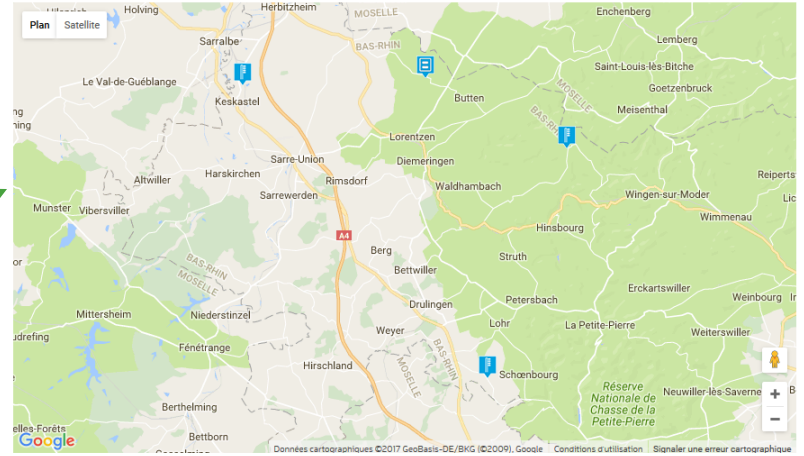 Plan Satellite
Holving
Herbitzheim
MOSELLE
Enchenberg
Sarralbe
BAS-RHIN
Lemberg
Saint-Louis-lès-Bitche
Le Val-de-Guéblange
Goetzenbruck
Keskastel
Butten
MOSELLE
Meisenthal
BAS-RHIN
Lorentzen
Sarre-Union
Diemeringen
Altwiller
Harskirchen
Rimsdorf
Waldhambach
Reiperts
Sarrewerden
Wingen-sur-Moder
Munster
Vibersviller
Wimmenau
A4
Hinsbourg
Berg
Struth
BAS-RHIN
MOSELLE
Bettwiller
Erckartswiller
Drulingen
Petersbach
Weinbourg
Mittersheim
Niederstinzel
Lohr
La Petite-Pierre
Weyer
Weiterswiller
udrefing
Fénétrange
BAS-RHIN
MOSELLE
Hirschland
Schœnbourg
Réserve
Nationale de
Chasse de la
Petite-Pierre
Neuwiller-lès-Saverne
Berthelming
elles-Forêts
Bettborn
Google
Données cartographiques ©2017 GeoBasis-DE/BKG (©2009), Google
Conditions d'utilisation
Signaler une erreur cartographique